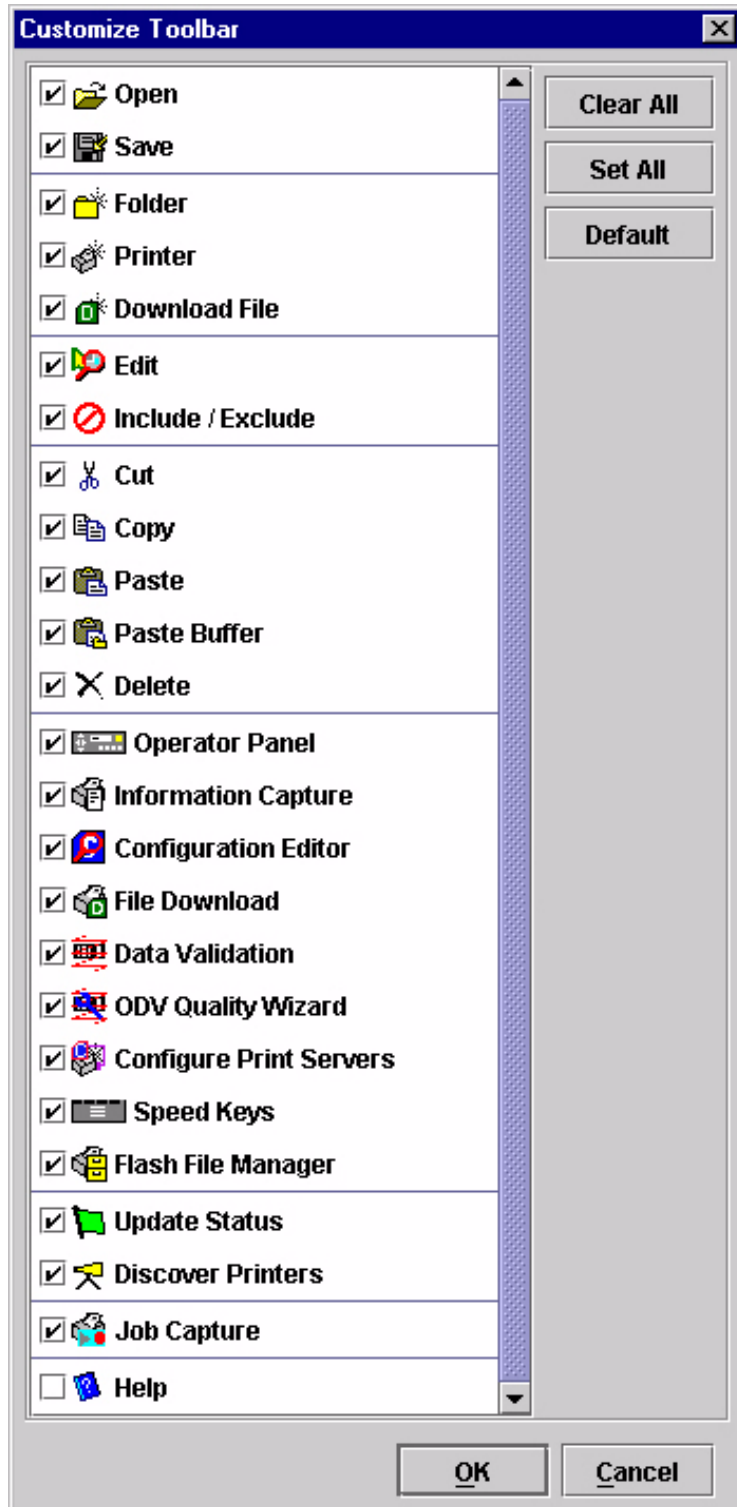 Customize Toolbar
Open
Save
Folder
Printer
Download File
Edit
Include / Exclude
Cut
Copy
Paste
Paste Buffer
Delete
Operator Panel
Information Capture
Configuration Editor
File Download
Data Validation
ODV Quality Wizard
Configure Print Servers
Speed Keys
Flash File Manager
Update Status
Discover Printers
Job Capture
Help
Clear All
Set All
Default
OK
Cancel